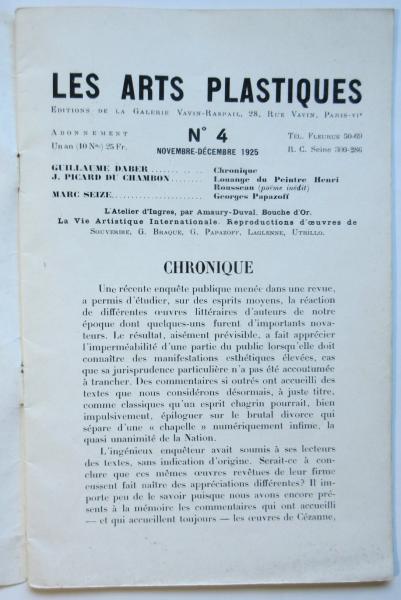 LES ARTS PLASTIQUES
EDITIONS DE LA GALERIE VAVIN-RASPAIL, 28, RUE VAVIN, PARIS-VIe
ABONNEMENT N° 4 TEL. FLEURUS 50-69
Un an (10 Nos) 25 Fr. NOVEMBRE-DÉCEMBRE 1925 R. C. Seine 309-286
GUILLAUME DABER ........ Chronique
J. PICARD DU CHAMBON........ Louange du Peintre Henri
Rousseau (poème inédit)
MARC SEIZE...................... Georges Papazoff
L'Atelier d'Ingres, par Amaury-Duval. Bouche d'Or.
La Vie Artistique Internationale. Reproductions d'œuvres de
SOUVERBIE, G. BRAQUE, G. PAPAZOFF, LAGLENNE, UTRILLO.
CHRONIQUE
Une récente enquête publique menée dans une revue,
a permis d'étudier, sur des esprits moyens, la réaction
de différentes œuvres littéraires d'auteurs de notre
époque dont quelques-uns furent d'importants nova-
teurs. Le résultat, aisément prévisible, a fait apprécier
l'imperméabilité d'une partie du public lorsqu'elle doit
connaître des manifestations esthétiques élevées, cas
que sa jurisprudence particulière n'a pas été accoutumée
à trancher. Des commentaires si outrés ont accueilli des
textes que nous considérons désormais, à juste titre,
comme classiques qu'un esprit chagrin pourrait, bien
impulsivement, épiloguer sur le brutal divorce qui
sépare d'une « chapelle » numériquement infime, la
quasi unanimité de la Nation.
L'ingénieux enquêteur avait soumis à ses lecteurs
des textes, sans indication d'origine. Serait-ce à con-
clure que ces mêmes œuvres revêtues de leur firme
eussent fait naître des appréciations différentes? Il im-
porte peu de le savoir puisque nous avons encore pré-
sents à la mémoire les commentaires qui ont accueilli
— et qui accueillent toujours — les œuvres de Cézanne,